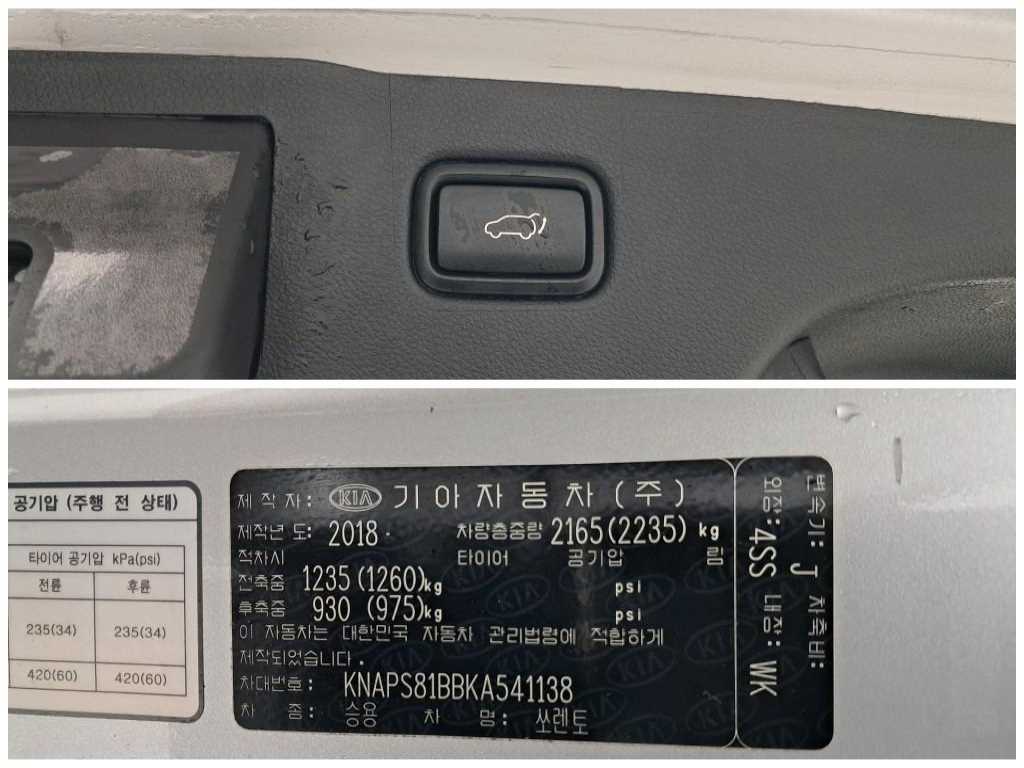 공기압 (주행 전 상태)
타이어 공기압 kPa(psi)
전륜 후륜
235(34) 235(34)
420(60) 420(60)
제 작 자: KIA 기아자동차(주)
제작년 도: 2018. 차량총중량 2165(2235) kg
적차시 타이어 공기압 림
전축중 1235(1260)kg psi
후축중 930 (975)kg psi
이 자동차는 대한민국 자동차 관리법령에 적합하게
제작되었습니다.
차대번호: KNAPS81BBKA541138
차 종: 승용 차 명: 쏘렌토
변속기: J 차축비:
외장: 4SS 내장: WK